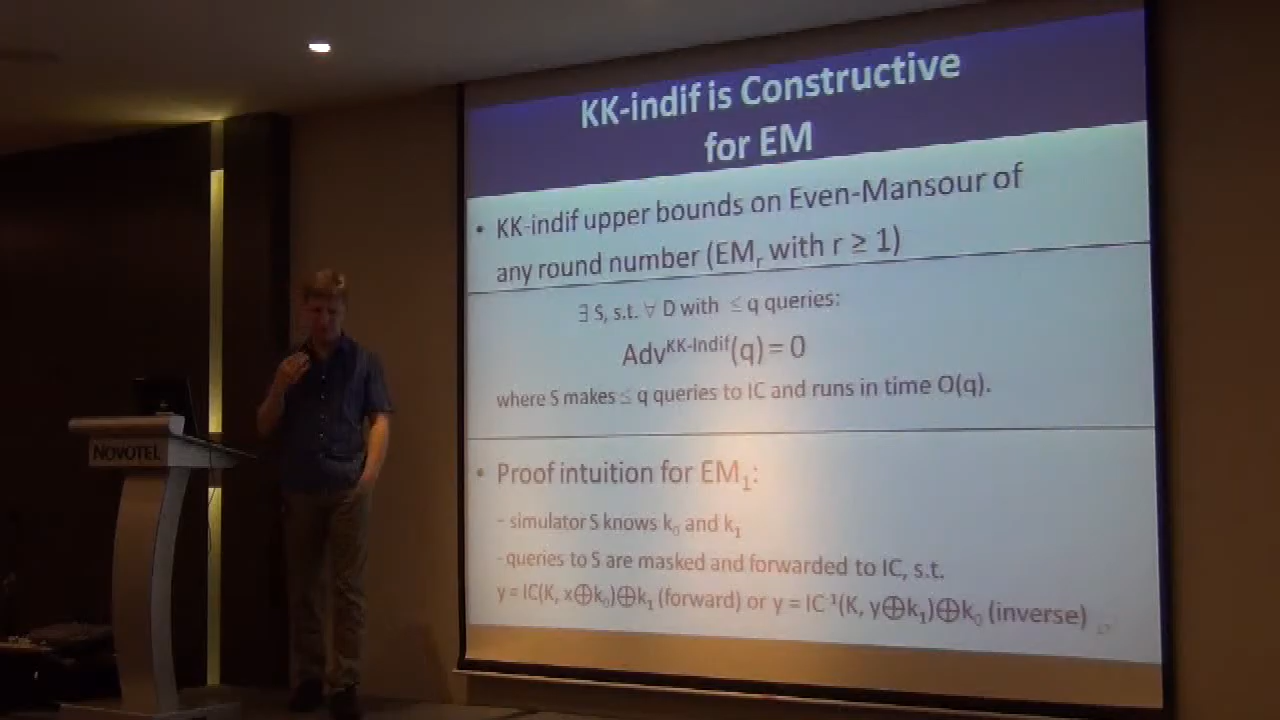 KK-indif is Constructive
for EM
• KK-indif upper bounds on Even-Mansour of
any round number (EMᵣ with r ≥ 1)
∃ S, s.t. ∀ D with ≤ q queries:
Adv^KK-Indif(q) = 0
where S makes ≤ q queries to IC and runs in time O(q).
• Proof intuition for EM₁:
- simulator S knows k₀ and k₁
- queries to S are masked and forwarded to IC, s.t.
y = IC(K, x⊕k₀)⊕k₁ (forward) or y = IC⁻¹(K, y⊕k₁)⊕k₀ (inverse)
NOVOTEL